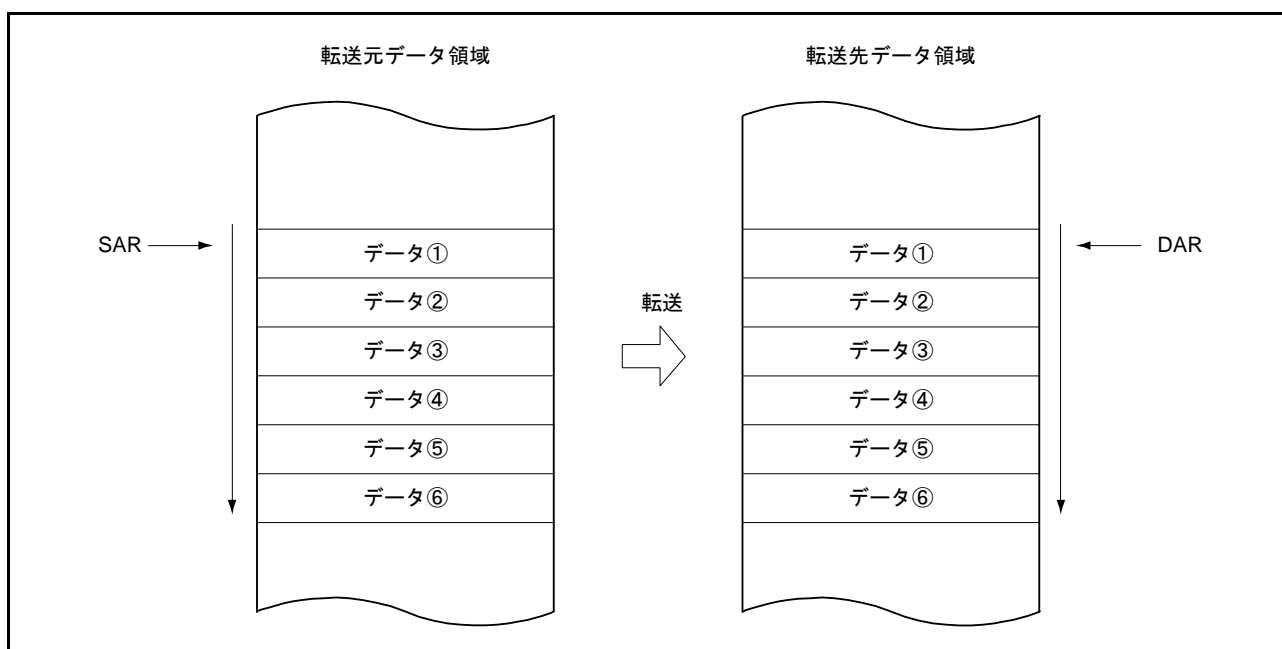 転送元データ領域
転送先データ領域
SAR
データ①
データ②
データ③
データ④
データ⑤
データ⑥
転送
データ①
データ②
データ③
データ④
データ⑤
データ⑥
DAR